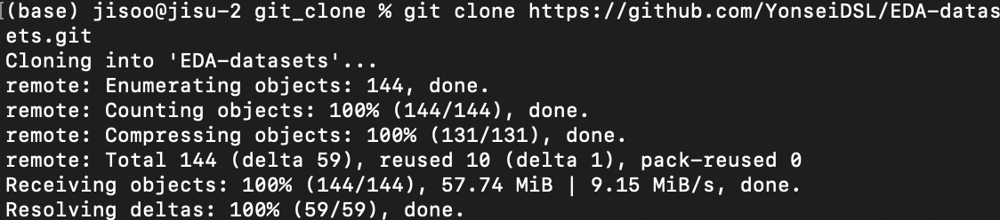 [(base) jisoo@jisu-2 git_clone % git clone https://github.com/YonseiDSL/EDA-datas
ets.git
Cloning into 'EDA-datasets'...
remote: Enumerating objects: 144, done.
remote: Counting objects: 100% (144/144), done.
remote: Compressing objects: 100% (131/131), done.
remote: Total 144 (delta 59), reused 10 (delta 1), pack-reused 0
Receiving objects: 100% (144/144), 57.74 MiB | 9.15 MiB/s, done.
Resolving deltas: 100% (59/59), done.